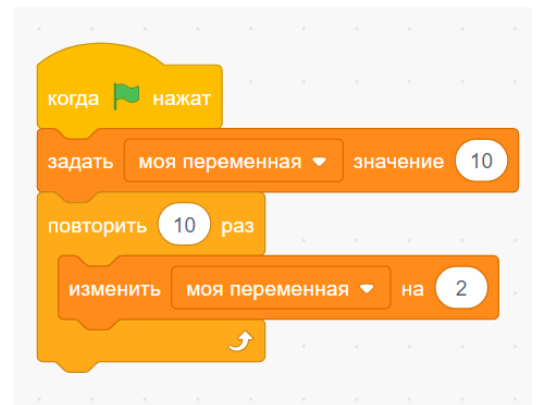 когда нажат
задать моя переменная значение 10
повторить 10 раз
изменить моя переменная на 2